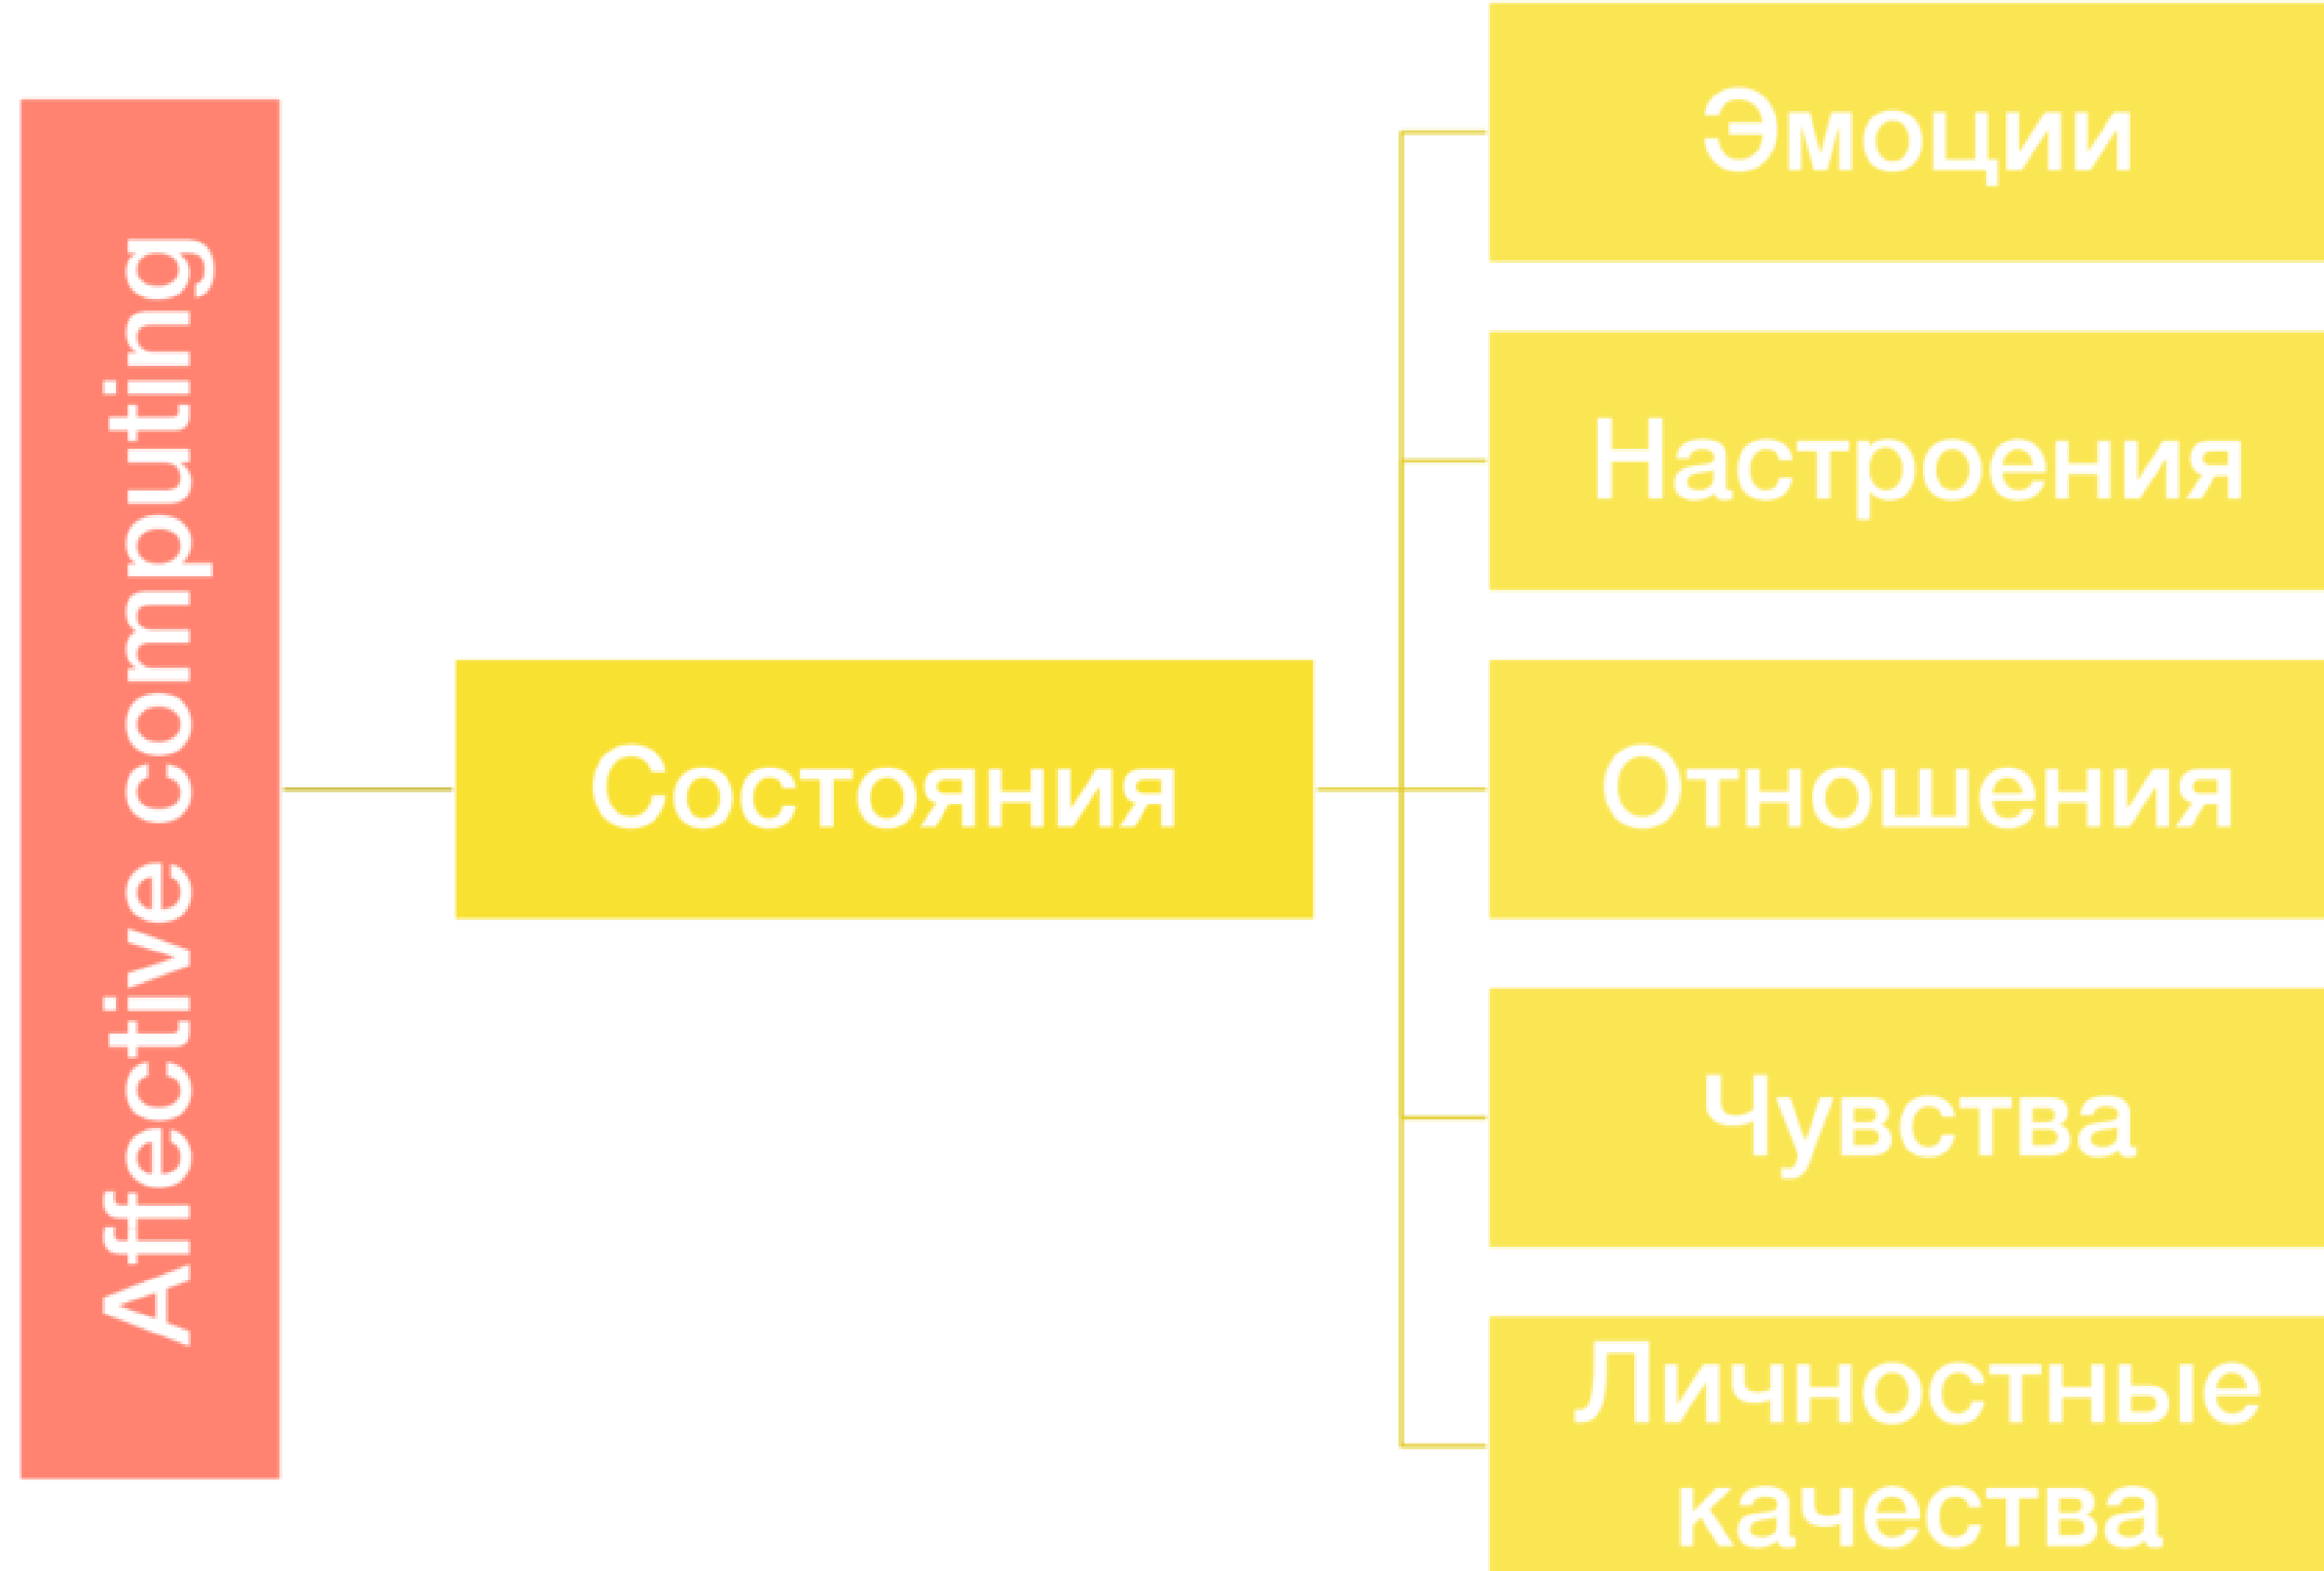 Affective computing
Состояния
Эмоции
Настроения
Отношения
Чувства
Личностные
качества